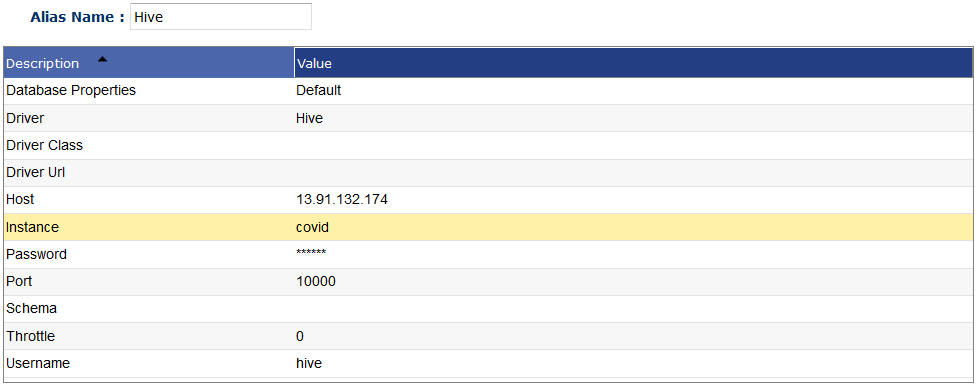 Alias Name : Hive
Description Value
Database Properties Default
Driver Hive
Driver Class
Driver Url
Host 13.91.132.174
Instance covid
Password ******
Port 10000
Schema
Throttle 0
Username hive